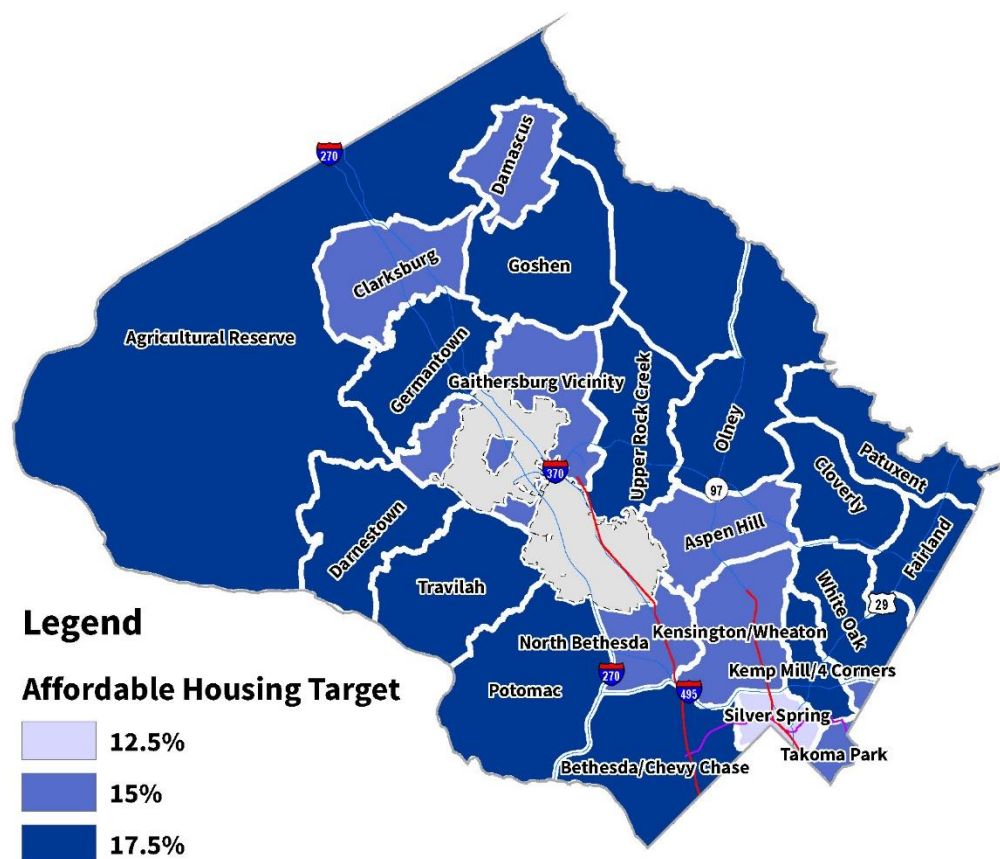 270
Damascus
Clarksburg
Goshen
Agricultural Reserve
Germantown
Gaithersburg Vicinity
Upper Rock Creek
Olney
370
97
Patuxent
Cloverly
Fairland
Aspen Hill
Darnestown
Travilah
White Oak
29
North Bethesda
Kensington/Wheaton
Kemp Mill/4 Corners
270
495
Potomac
Silver Spring
Takoma Park
Bethesda/Chevy Chase
Legend
Affordable Housing Target
12.5%
15%
17.5%